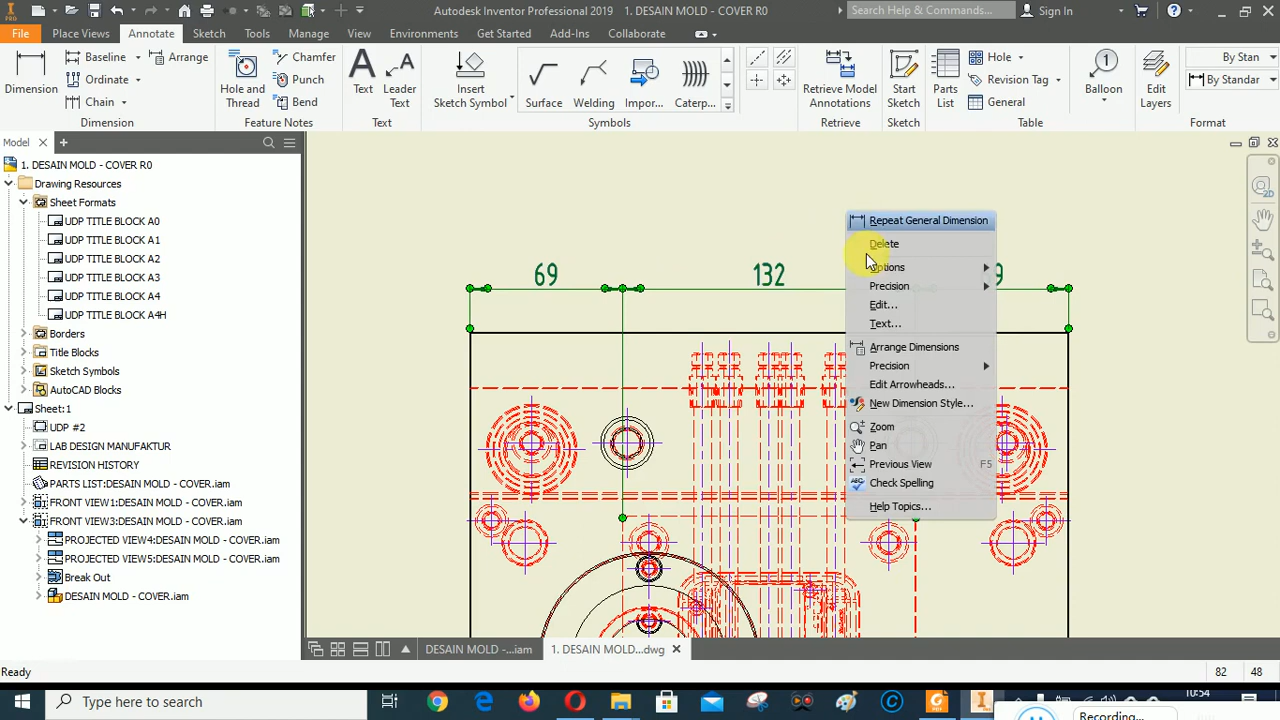 PRO
Autodesk Inventor Professional 2019   1. DESAIN MOLD - COVER R0
Search Help & Commands...
Sign In
File
Place Views
Annotate
Sketch
Tools
Manage
View
Environments
Get Started
Add-Ins
Collaborate
Dimension
Baseline
Ordinate
Chain
Arrange
Dimension
Hole and
Thread
Chamfer
Punch
Bend
Feature Notes
Text
Leader
Text
Text
Insert
Sketch Symbol
Surface
Welding
Impor...
Caterp...
Symbols
Retrieve Model
Annotations
Retrieve
Start
Sketch
Sketch
Parts
List
Hole
Revision Tag
General
Table
Balloon
Edit
Layers
By Stan
By Standar
Format
Model
1. DESAIN MOLD - COVER R0
Drawing Resources
Sheet Formats
UDP TITLE BLOCK A0
UDP TITLE BLOCK A1
UDP TITLE BLOCK A2
UDP TITLE BLOCK A3
UDP TITLE BLOCK A4
UDP TITLE BLOCK A4H
Borders
Title Blocks
Sketch Symbols
AutoCAD Blocks
Sheet:1
UDP #2
LAB DESIGN MANUFAKTUR
REVISION HISTORY
PARTS LIST:DESAIN MOLD - COVER.iam
FRONT VIEW1:DESAIN MOLD - COVER.iam
FRONT VIEW3:DESAIN MOLD - COVER.iam
PROJECTED VIEW4:DESAIN MOLD - COVER.iam
PROJECTED VIEW5:DESAIN MOLD - COVER.iam
Break Out
DESAIN MOLD - COVER.iam
69
132
Repeat General Dimension
Delete
Options
Precision
Edit...
Text...
Arrange Dimensions
Precision
Edit Arrowheads...
New Dimension Style...
Zoom
Pan
Previous View F5
Check Spelling
Help Topics...
DESAIN MOLD -...iam
1. DESAIN MOLD...dwg
Ready
82
48
Type here to search
10:54
Recording...